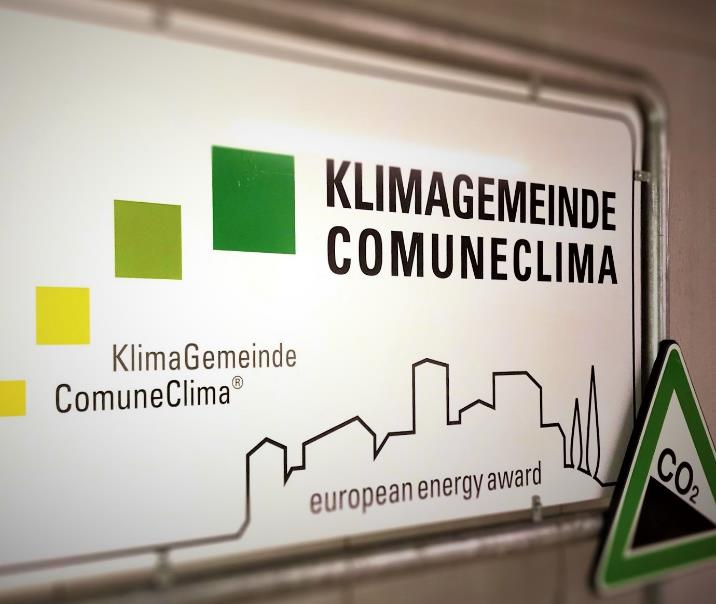 KLIMAGEMEINDE
COMUNECLIMA
KlimaGemeinde
ComuneClima®
european energy award
CO₂